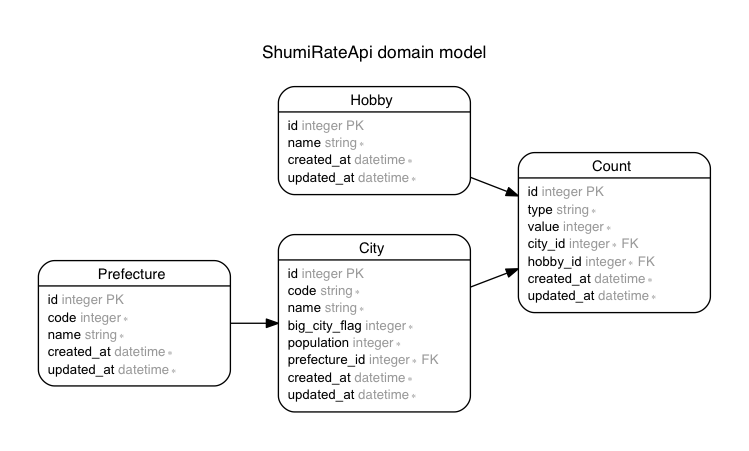 ShumiRateApi domain model
Hobby
id integer PK
name string *
created_at datetime *
updated_at datetime *
Count
id integer PK
type string *
value integer *
city_id integer * FK
hobby_id integer * FK
created_at datetime *
updated_at datetime *
City
id integer PK
code string *
name string *
big_city_flag integer *
population integer *
prefecture_id integer * FK
created_at datetime *
updated_at datetime *
Prefecture
id integer PK
code integer *
name string *
created_at datetime *
updated_at datetime *